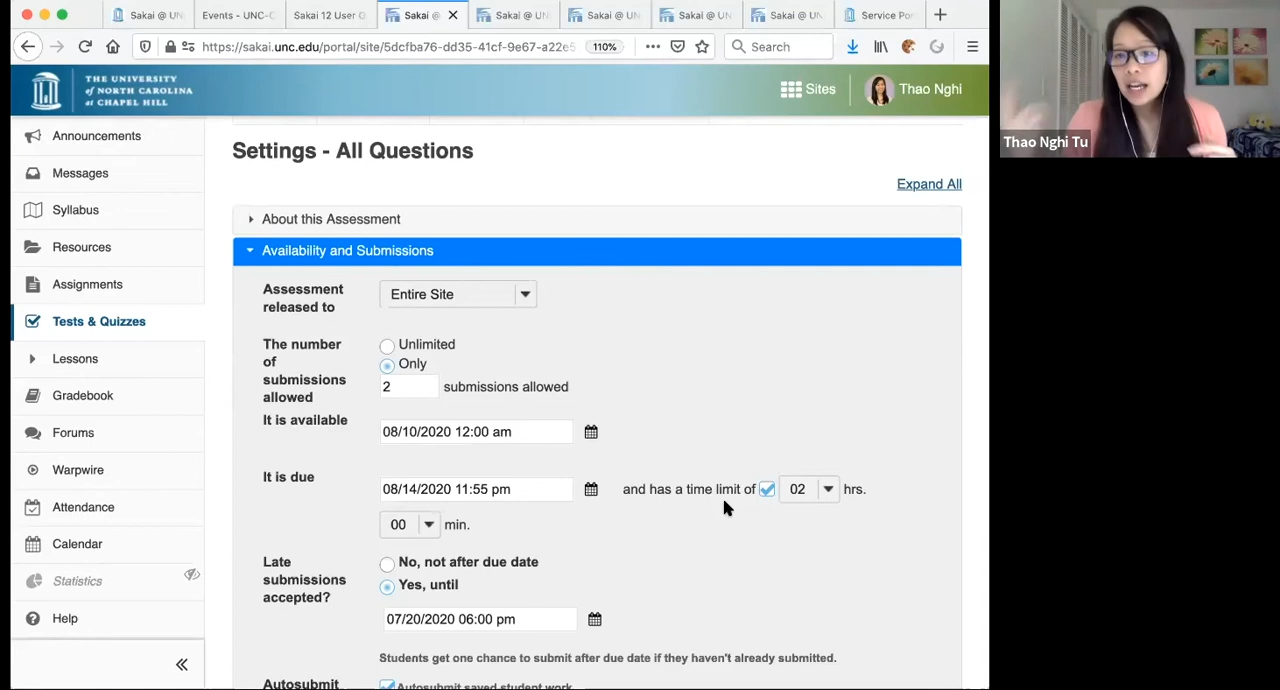 Sakai @ UN
Events - UNC-C
Sakai 12 User G
Sakai @
Sakai @ UN
Sakai @ UN
Sakai @ UN
Sakai @ UN
Service Por
https://sakai.unc.edu/portal/site/5dcfba76-dd35-41cf-9e67-a22e5
110%
Search
THE UNIVERSITY
of NORTH CAROLINA
at CHAPEL HILL
Sites
Thao Nghi
Thao Nghi Tu
Announcements
Messages
Syllabus
Resources
Assignments
Tests & Quizzes
Lessons
Gradebook
Forums
Warpwire
Attendance
Calendar
Statistics
Help
Settings - All Questions
Expand All
About this Assessment
Availability and Submissions
Assessment
released to
Entire Site
The number
of
submissions
allowed
Unlimited
Only
2 submissions allowed
It is available
08/10/2020 12:00 am
It is due
08/14/2020 11:55 pm
and has a time limit of 02 hrs.
00 min.
Late
submissions
accepted?
No, not after due date
Yes, until
07/20/2020 06:00 pm
Students get one chance to submit after due date if they haven't already submitted.
Autosubmit
Autosubmit saved student work